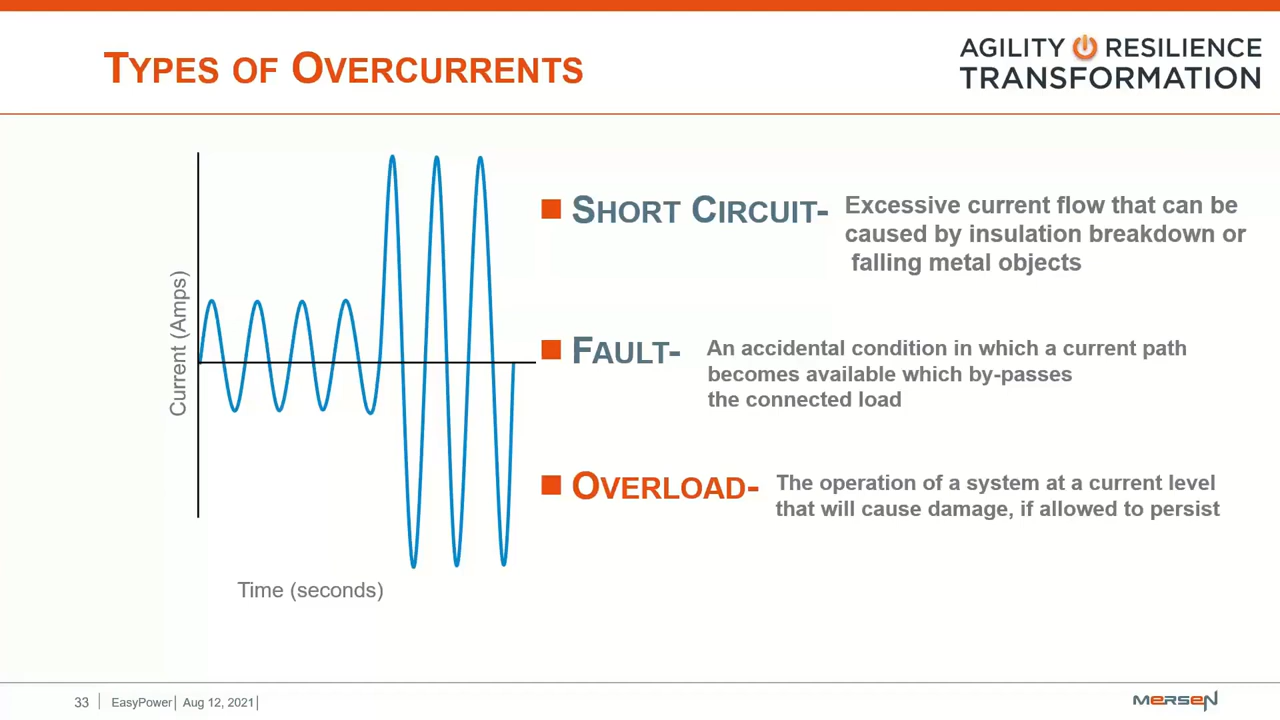 TYPES OF OVERCURRENTS
AGILITY RESILIENCE
TRANSFORMATION
Current (Amps)
Time (seconds)
SHORT CIRCUIT-
Excessive current flow that can be
caused by insulation breakdown or
falling metal objects
FAULT-
An accidental condition in which a current path
becomes available which by-passes
the connected load
OVERLOAD-
The operation of a system at a current level
that will cause damage, if allowed to persist
33
EasyPower
Aug 12, 2021
MERSEN